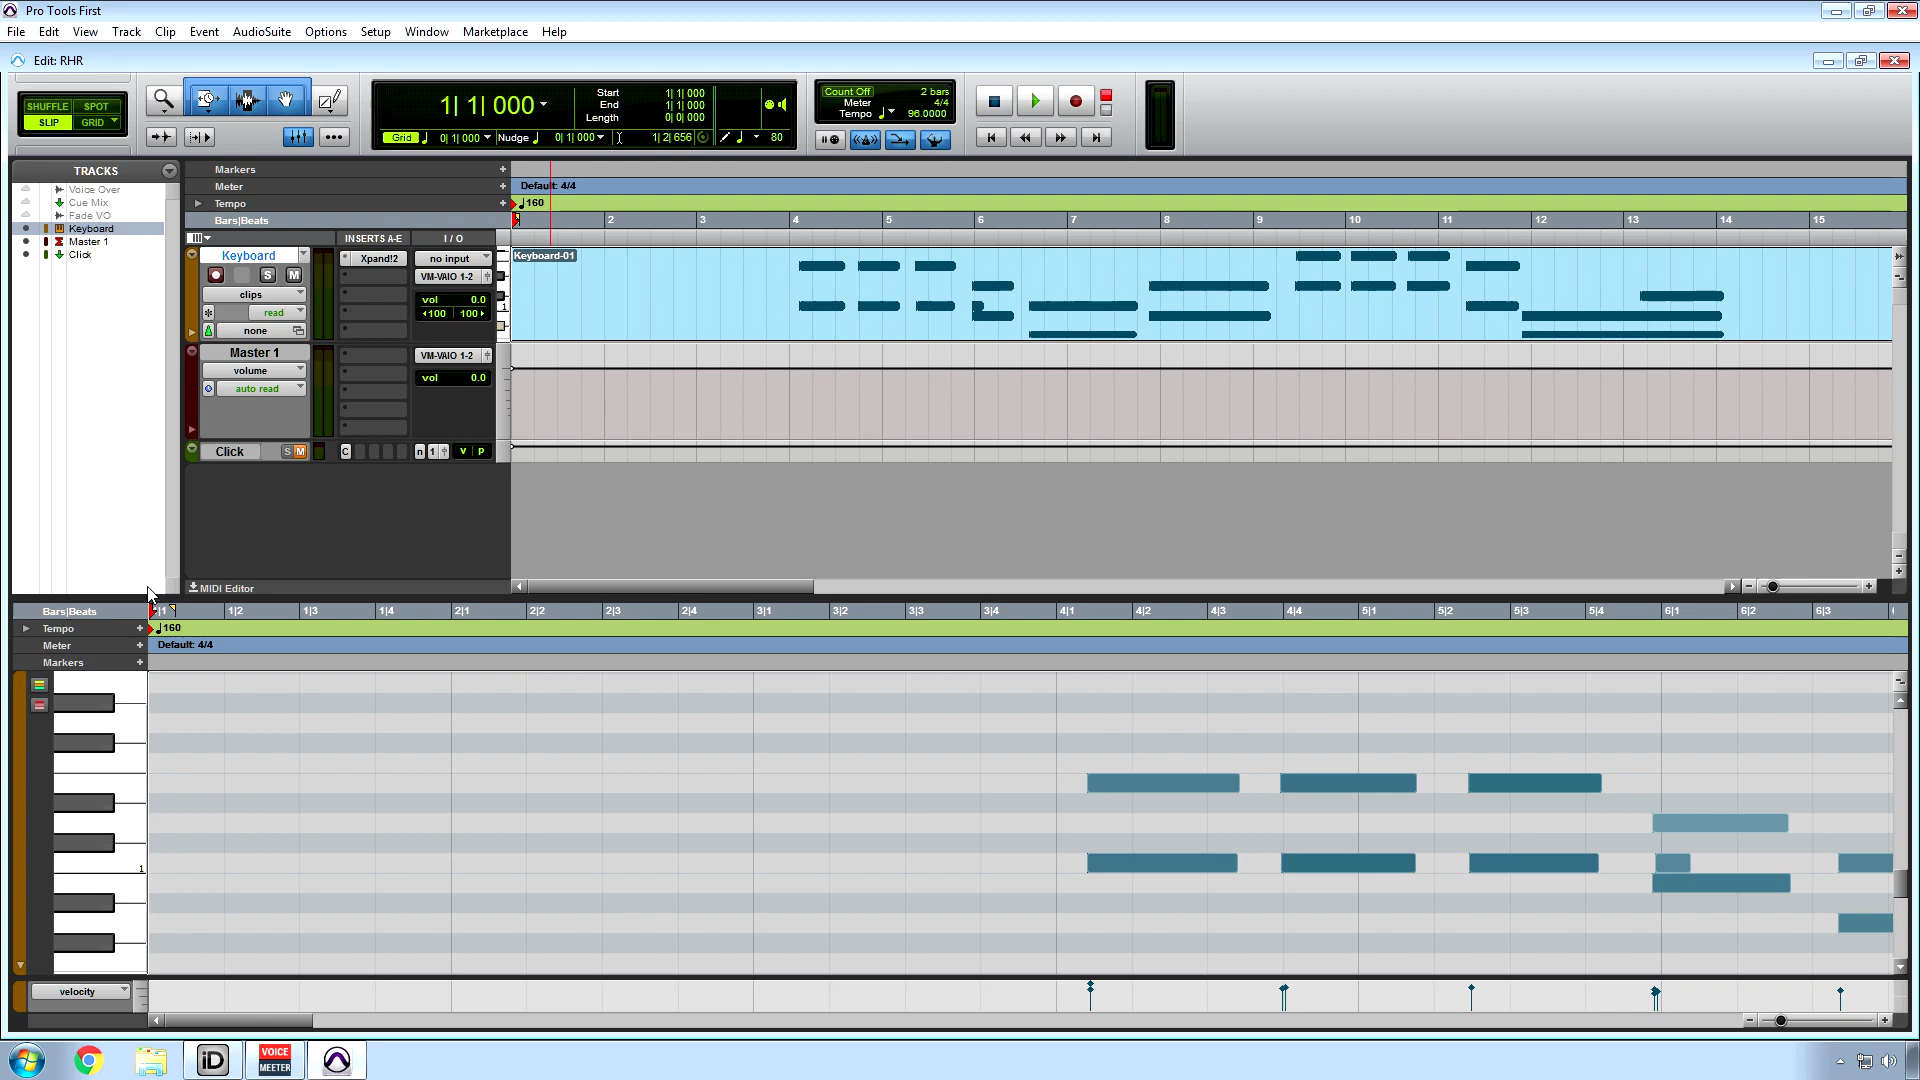 Pro Tools First
File Edit View Track Clip Event AudioSuite Options Setup Window Marketplace Help
Edit: RHR
SHUFFLE SPOT
SLIP GRID
1| 1| 000
Start 1| 1| 000
End 1| 1| 000
Length 0| 0| 000
Grid 0| 1| 000 Nudge 0| 1| 000 1| 2| 656 80
Count Off 2 bars
Meter 4/4
Tempo 96.0000
TRACKS
Voice Over
Cue Mix
Fade VO
Keyboard
Master 1
Click
Markers
Meter Default: 4/4
Tempo 160
Bars|Beats 2 3 4 5 6 7 8 9 10 11 12 13 14 15
INSERTS A-E I / O
Keyboard Xpand!2 no input Keyboard-01
S M VM-VAIO 1-2
clips vol 0.0
read 100 100
none
1
Master 1 VM-VAIO 1-2
volume vol 0.0
auto read
Click S M C n 1 V P
MIDI Editor
Bars|Beats 1 1|2 1|3 1|4 2|1 2|2 2|3 2|4 3|1 3|2 3|3 3|4 4|1 4|2 4|3 4|4 5|1 5|2 5|3 5|4 6|1 6|2 6|3
Tempo 160
Meter Default: 4/4
Markers
1
velocity
iD
VOICE
MEETER